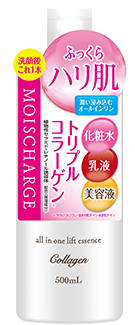 洗顔後
これ1本
ふっくら
ハリ肌
潤い浸み込む
オールインワン
MOISCHARGE
トリプル
コラーゲン
化粧水
乳液
美容液
all in one lift essence
Collagen
500mL